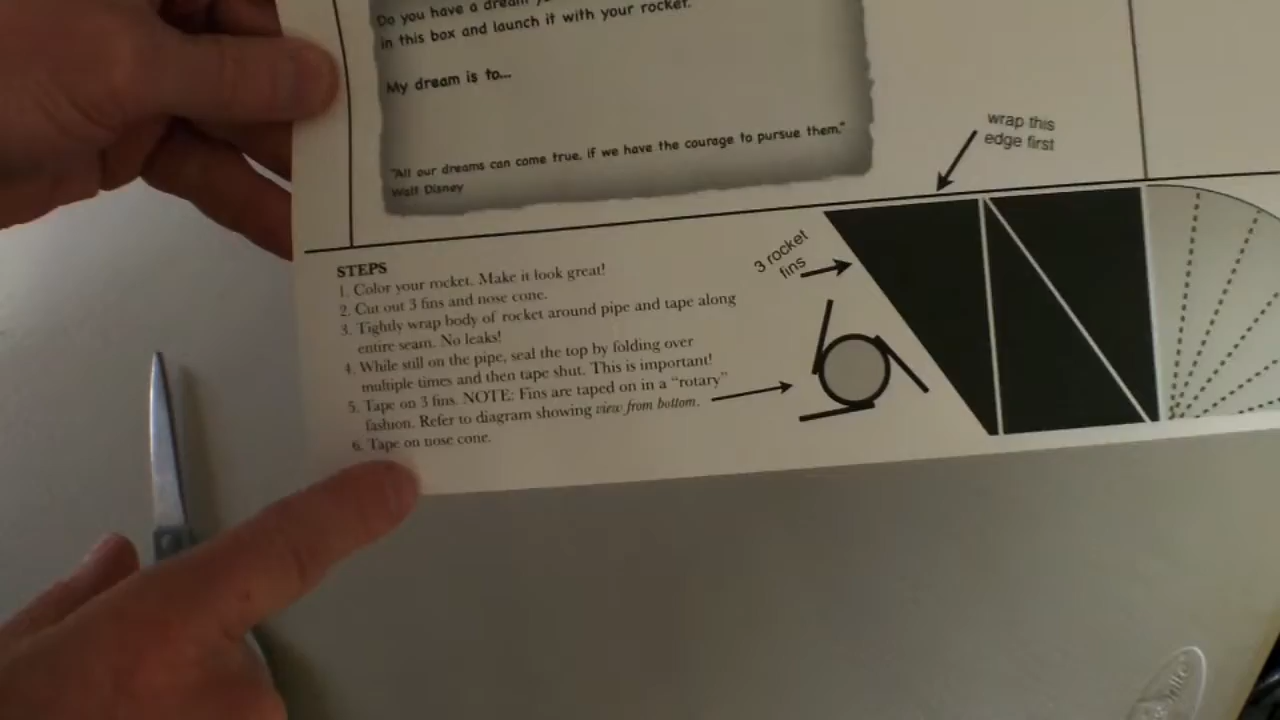 Do you have a dream
in this box and launch it with your rocket.
My dream is to...
"All our dreams can come true, if we have the courage to pursue them."
Walt Disney
wrap this
edge first
3 rocket
fins
STEPS
1. Color your rocket. Make it look great!
2. Cut out 3 fins and nose cone.
3. Tightly wrap body of rocket around pipe and tape along
entire seam. No leaks!
4. While still on the pipe, seal the top by folding over
multiple times and then tape shut. This is important!
5. Tape on 3 fins. NOTE: Fins are taped on in a "rotary"
fashion. Refer to diagram showing view from bottom.
6. Tape on nose cone.